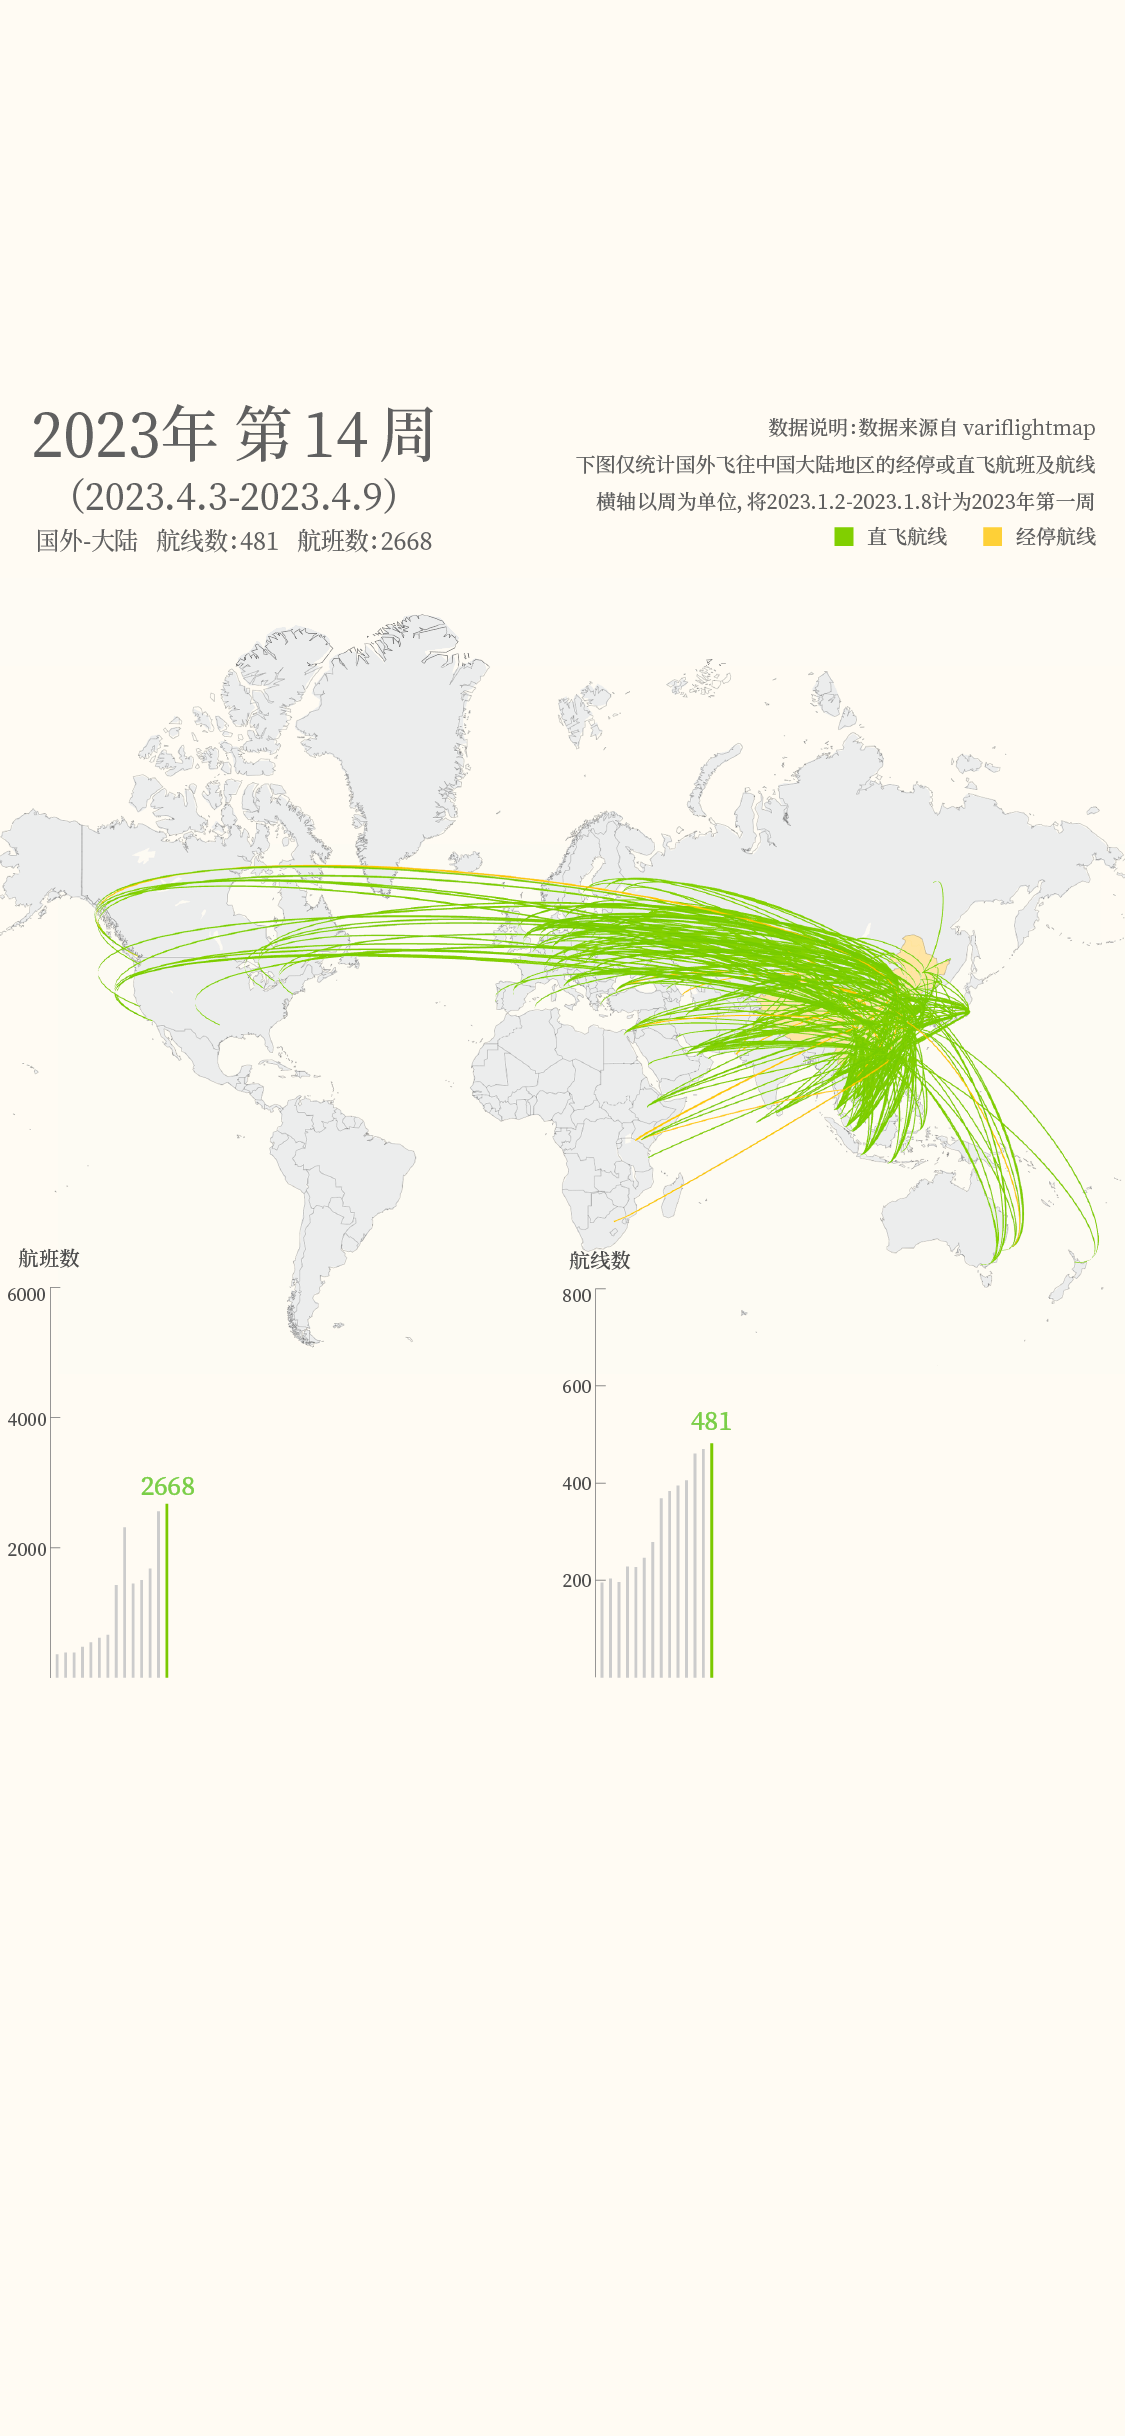 2023年 第 14 周
（2023.4.3-2023.4.9）
国外-大陆 航线数:481 航班数:2668
数据说明:数据来源自 variflightmap
下图仅统计国外飞往中国大陆地区的经停或直飞航班及航线
横轴以周为单位, 将2023.1.2-2023.1.8计为2023年第一周
直飞航线 经停航线
航班数
6000
4000
2668
2000
航线数
800
600
481
400
200